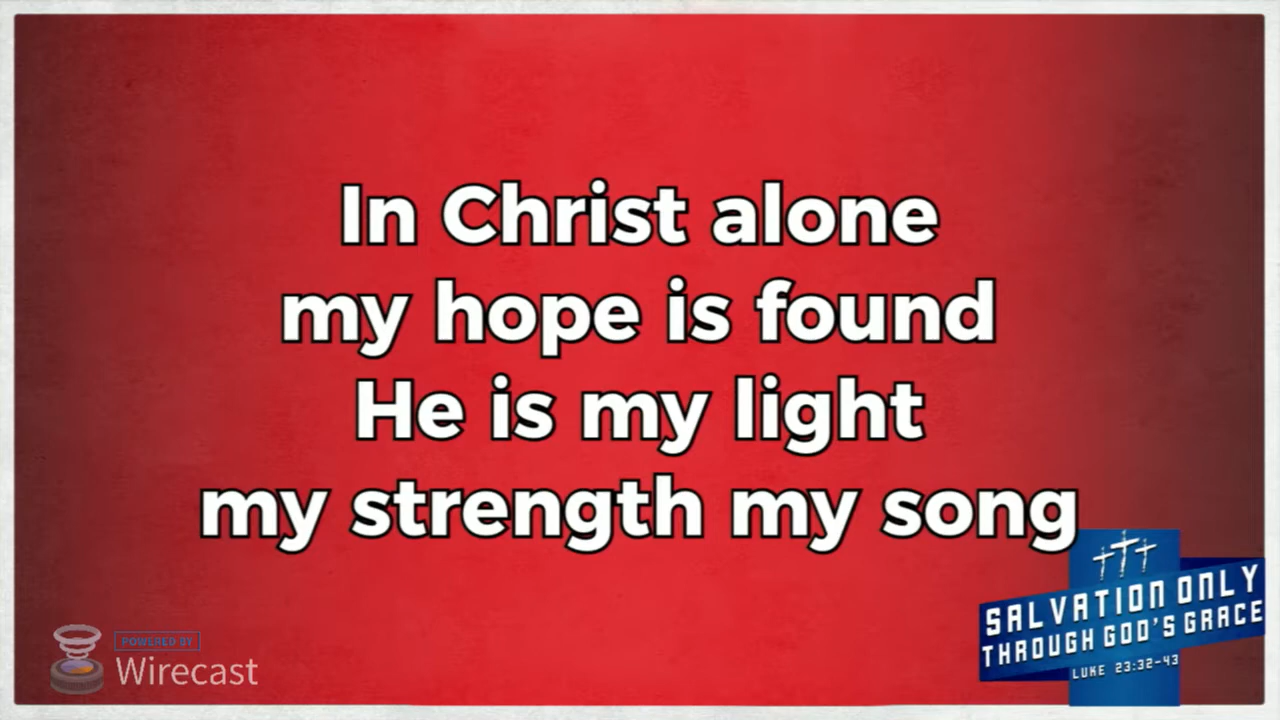 In Christ alone
my hope is found
He is my light
my strength my song
SALVATION ONLY
THROUGH GOD'S GRACE
LUKE 23:32-43
POWERED BY
Wirecast